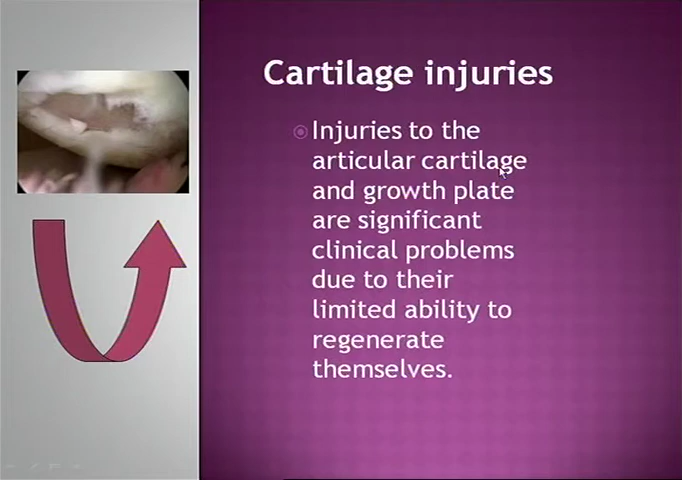 Cartilage injuries
Injuries to the
articular cartilage
and growth plate
are significant
clinical problems
due to their
limited ability to
regenerate
themselves.